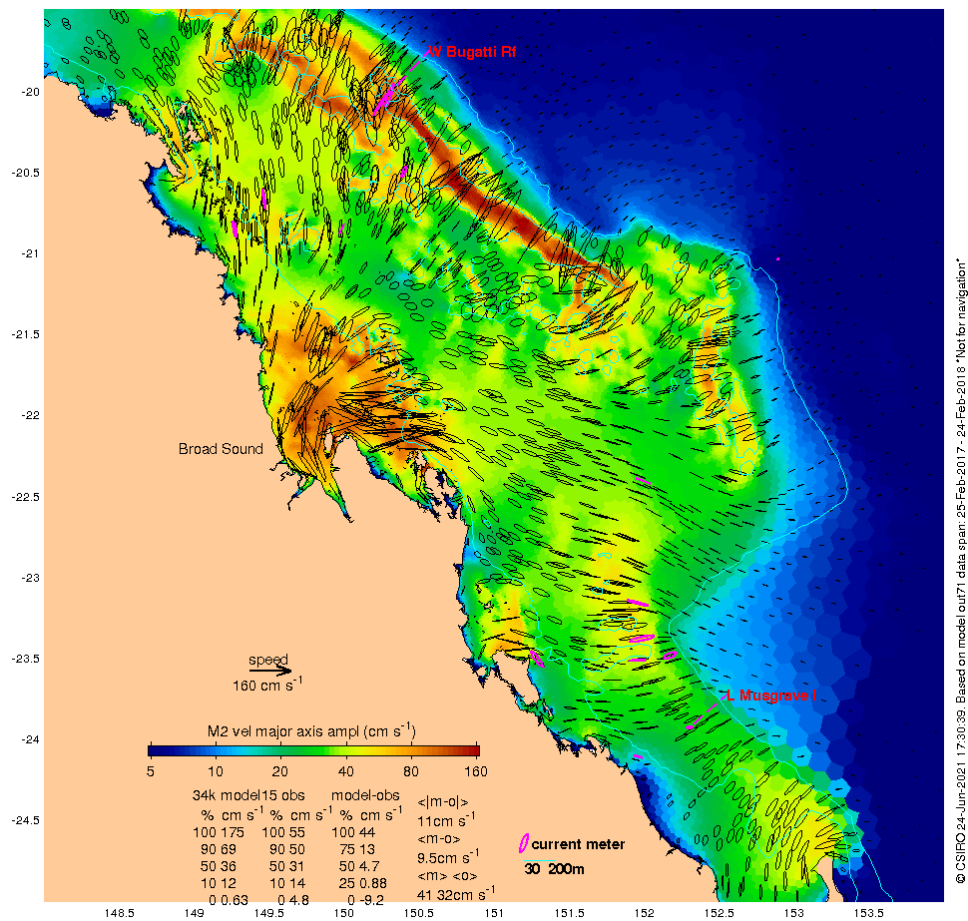 W Bugatti Rf
-20
-20.5
-21
-21.5
-22
Broad Sound
-22.5
-23
-23.5
speed
160 cm s-1
L Musgrave I
-24
M2 vel major axis ampl (cm s-1)
5 10 20 40 80 160
34k model 15 obs model-obs
% cm s-1 % cm s-1 % cm s-1
100 175 100 55 100 44
90 69 90 50 75 13
50 36 50 31 50 4.7
10 12 10 14 25 0.88
0 0.63 0 4.8 0 -9.2
<|m-o|>
11cm s-1
<m-o>
9.5cm s-1
<m> <o>
41 32cm s-1
-24.5
current meter
30 200m
148.5 149 149.5 150 150.5 151 151.5 152 152.5 153 153.5
© CSIRO 24-Jun-2021 17:30:39. Based on model out71 data span: 25-Feb-2017 - 24-Feb-2018 *Not for navigation*